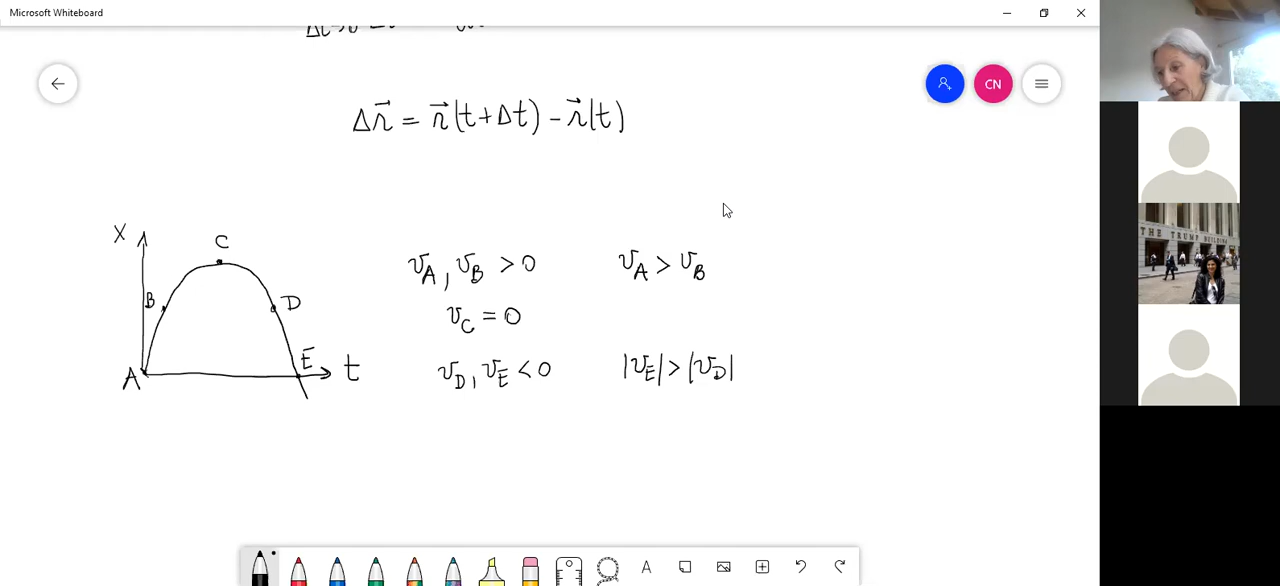 Microsoft Whiteboard
CN
Δr⃗ = r⃗(t+Δt) − r⃗(t)
X
C
B
D
A
E
t
v_A, v_B > 0
v_A > v_B
v_C = 0
v_D, v_E < 0
|v_E| > |v_D|
THE TRUMP BUILDING
A